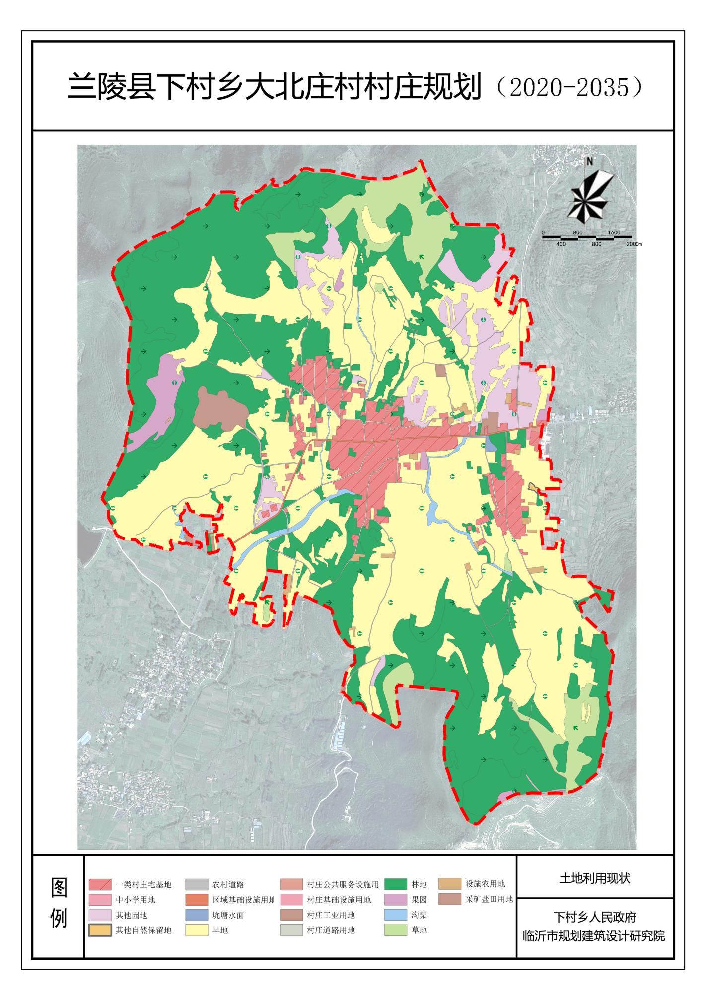 兰陵县下村乡大北庄村村庄规划（2020-2035）
N
0 800 1600
400 800 2000m
图例
一类村庄宅基地
中小学用地
其他园地
其他自然保留地
农村道路
区域基础设施用地
坑塘水面
旱地
村庄公共服务设施用
村庄基础设施用地
村庄工业用地
村庄道路用地
林地
果园
沟渠
草地
设施农用地
采矿盐田用地
土地利用现状
下村乡人民政府
临沂市规划建筑设计研究院